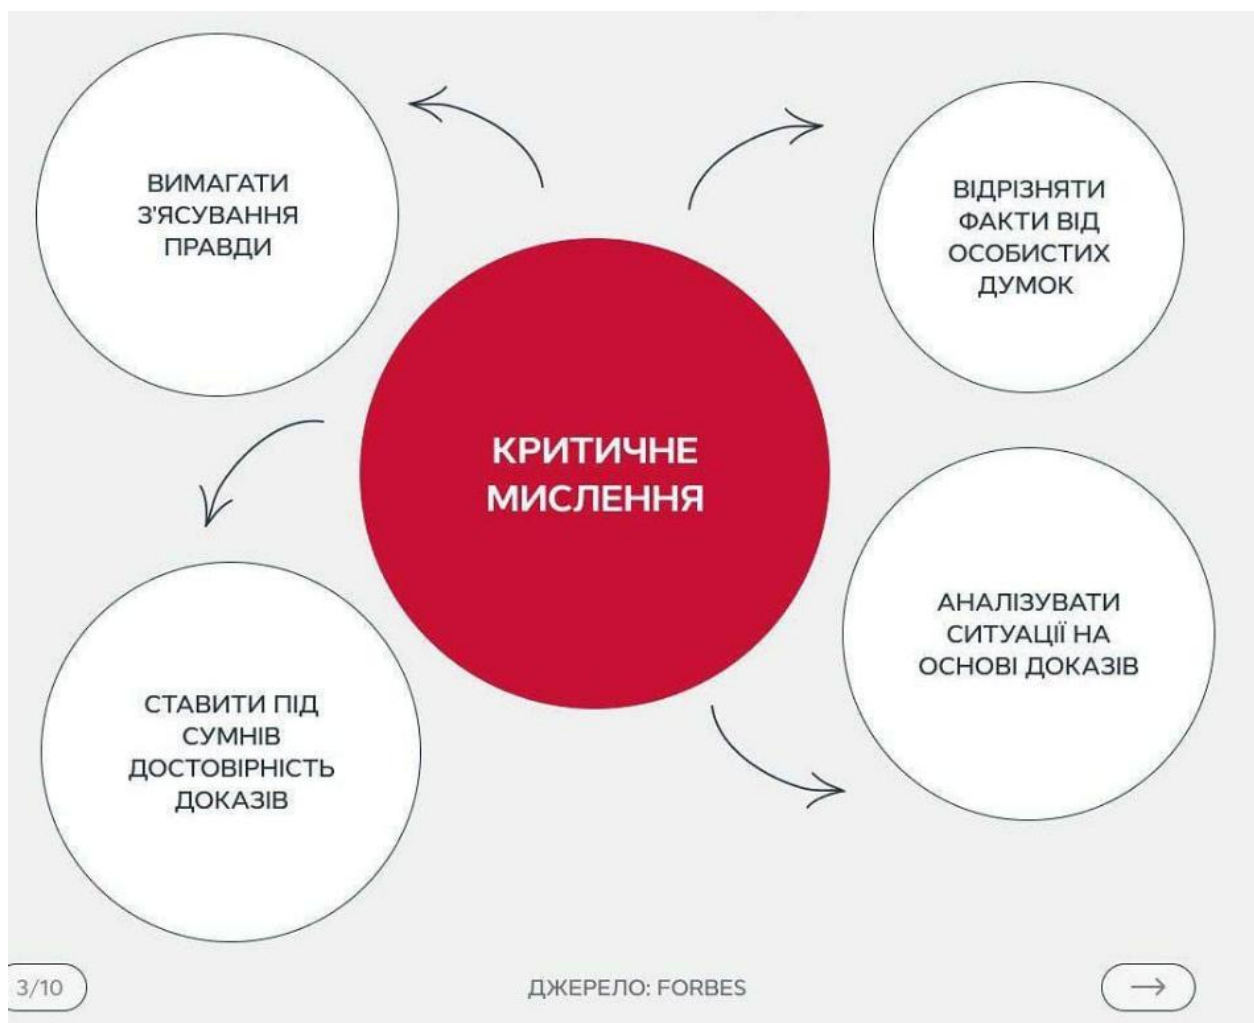 ВИМАГАТИ
З'ЯСУВАННЯ
ПРАВДИ
ВІДРІЗНЯТИ
ФАКТИ ВІД
ОСОБИСТИХ
ДУМОК
КРИТИЧНЕ
МИСЛЕННЯ
СТАВИТИ ПІД
СУМНІВ
ДОСТОВІРНІСТЬ
ДОКАЗІВ
АНАЛІЗУВАТИ
СИТУАЦІЇ НА
ОСНОВІ ДОКАЗІВ
3/10
ДЖЕРЕЛО: FORBES